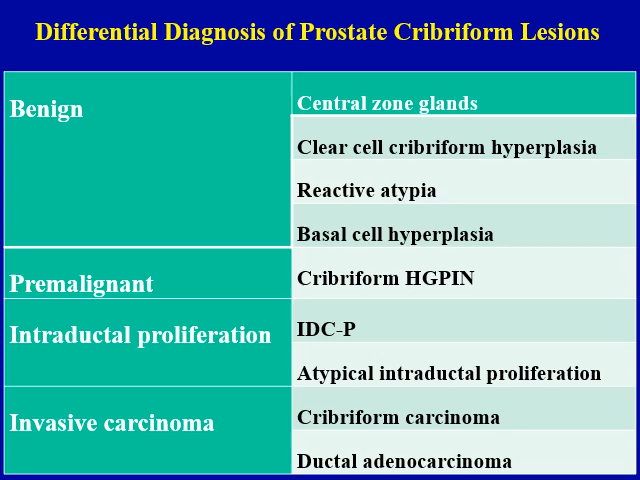 Differential Diagnosis of Prostate Cribriform Lesions
Benign
Central zone glands
Clear cell cribriform hyperplasia
Reactive atypia
Basal cell hyperplasia
Premalignant
Cribriform HGPIN
Intraductal proliferation
IDC-P
Atypical intraductal proliferation
Invasive carcinoma
Cribriform carcinoma
Ductal adenocarcinoma